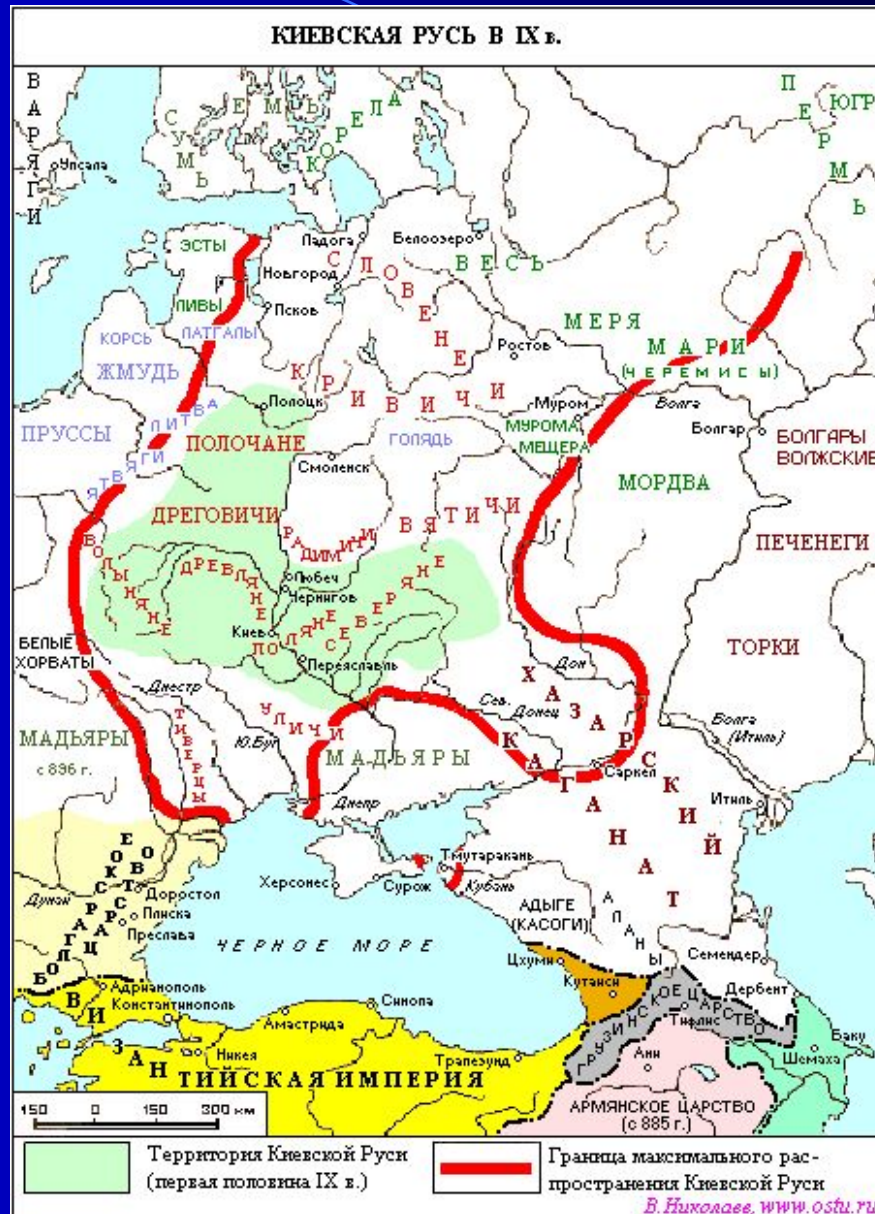 КИЕВСКАЯ РУСЬ В IX в.
ВАРЯГИ
СУМЬ
ЕМЬ
КОРЕЛА
ПЕРМЬ
ЮГР
Упсала
ЭСТЫ
Ладога
Белоозеро
СЛОВЕНЕ
ВЕСЬ
Новгород
ЛИВЫ
Псков
КОРСЬ
ЛАТГАЛЫ
МЕРЯ
Ростов
МАРИ
(ЧЕРЕМИСЫ)
ЖМУДЬ
КРИВИЧИ
ЛИТВА
Полоцк
Муром
Волга
ПРУССЫ
ПОЛОЧАНЕ
ГОЛЯДЬ
МУРОМА
МЕЩЕРА
Болгар
БОЛГАРЫ
ВОЛЖСКИЕ
Смоленск
ЯТВЯГИ
МОРДВА
ДРЕГОВИЧИ
РАДИМИЧИ
ВЯТИЧИ
ПЕЧЕНЕГИ
ВОЛЫНЯНЕ
ДРЕВЛЯНЕ
Любеч
Чернигов
СЕВЕРЯНЕ
Киев
ПОЛЯНЕ
Переяславль
БЕЛЫЕ
ХОРВАТЫ
ТОРКИ
Дон
Днестр
ХАЗАРСКИЙ
КАГАНАТ
Сев.
Донец
УЛИЧИ
Ю.Буг
ТИВЕРЦЫ
МАДЬЯРЫ
с 896 г.
МАДЬЯРЫ
Волга
(Итиль)
Саркел
Итиль
Днепр
БОЛГАРСКОЕ
ЦАРСТВО
Дунай
Доростол
Плиска
Преслава
Херсонес
Сурож
Тмутаракань
Кубань
АДЫГЕ
(КАСОГИ)
АЛАНЫ
ЧЕРНОЕ МОРЕ
Семендер
Цхуми
Дербент
Кутаиси
ГРУЗИНСКОЕ ЦАРСТВО
Тифлис
Адрианополь
Константинополь
Синопа
Амастрида
Никея
Трапезунд
Баку
Шемаха
Ани
ВИЗАНТИЙСКАЯ ИМПЕРИЯ
АРМЯНСКОЕ ЦАРСТВО
(с 885 г.)
150 0 150 300 км
Территория Киевской Руси
(первая половина IX в.)
Граница максимального рас-
пространения Киевской Руси
В.Николаев, www.ostu.ru